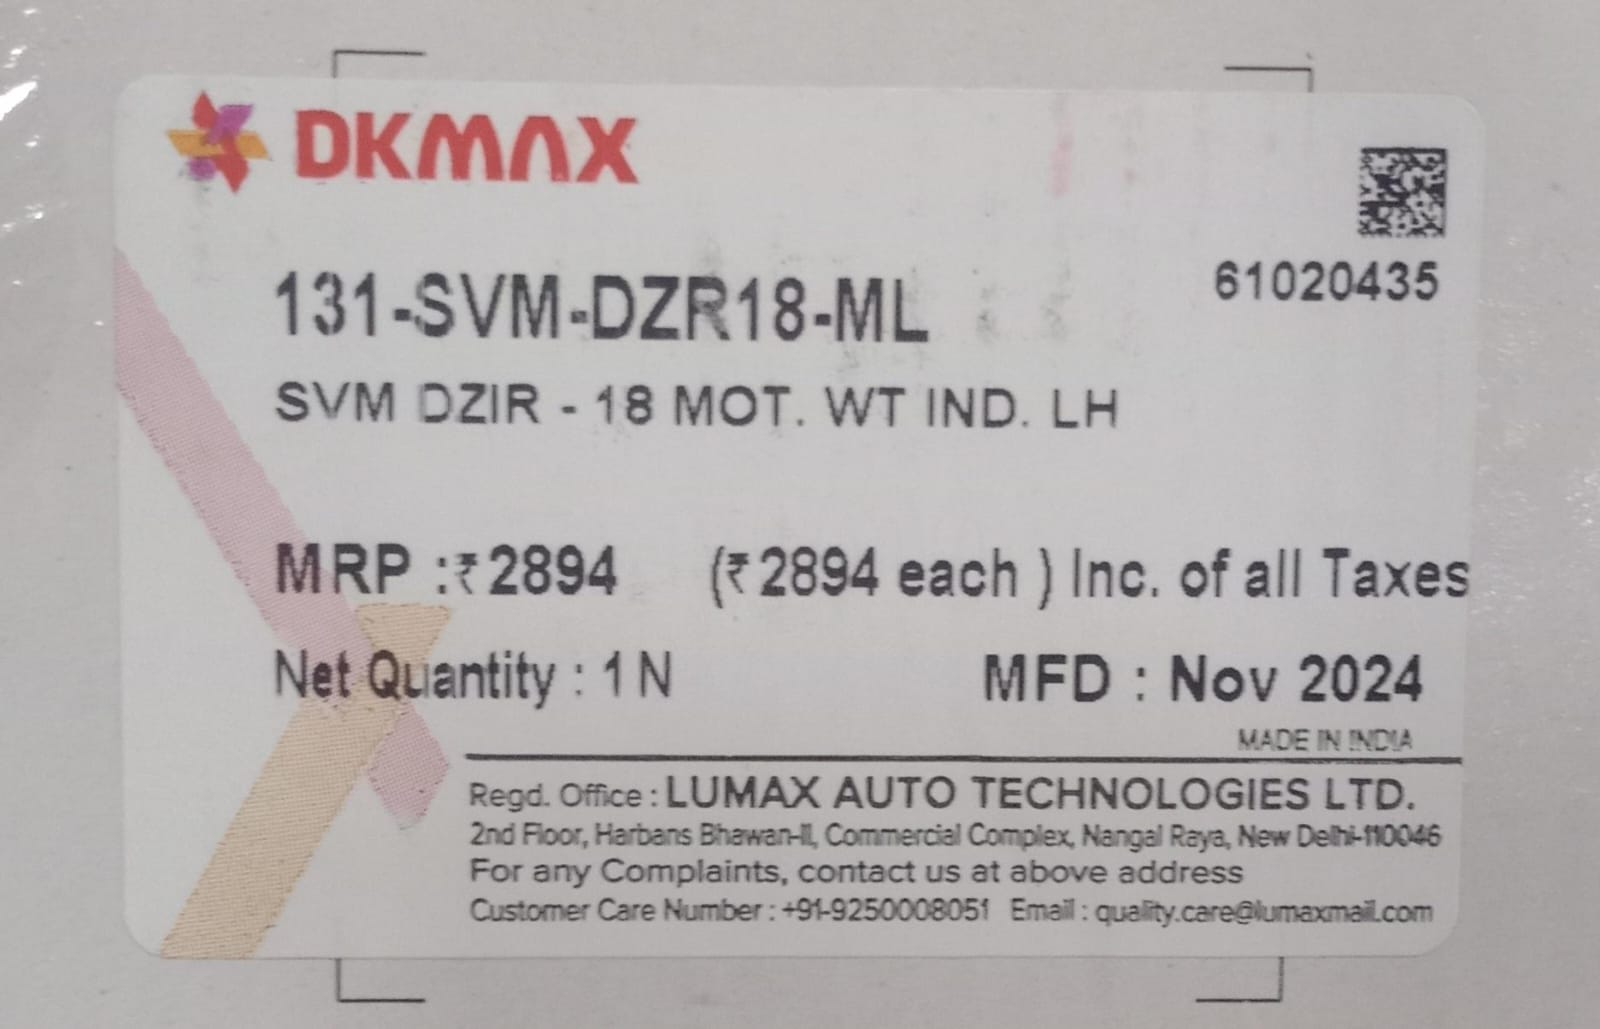 DKMAX
61020435
131-SVM-DZR18-ML
SVM DZIR - 18 MOT. WT IND. LH
MRP :₹2894 (₹2894 each ) Inc. of all Taxes
Net Quantity : 1 N MFD : Nov 2024
MADE IN INDIA
Regd. Office : LUMAX AUTO TECHNOLOGIES LTD.
2nd Floor, Harbans Bhawan-II, Commercial Complex, Nangal Raya, New Delhi-110046
For any Complaints, contact us at above address
Customer Care Number : +91-9250008051 Email : quality.care@lumaxmail.com